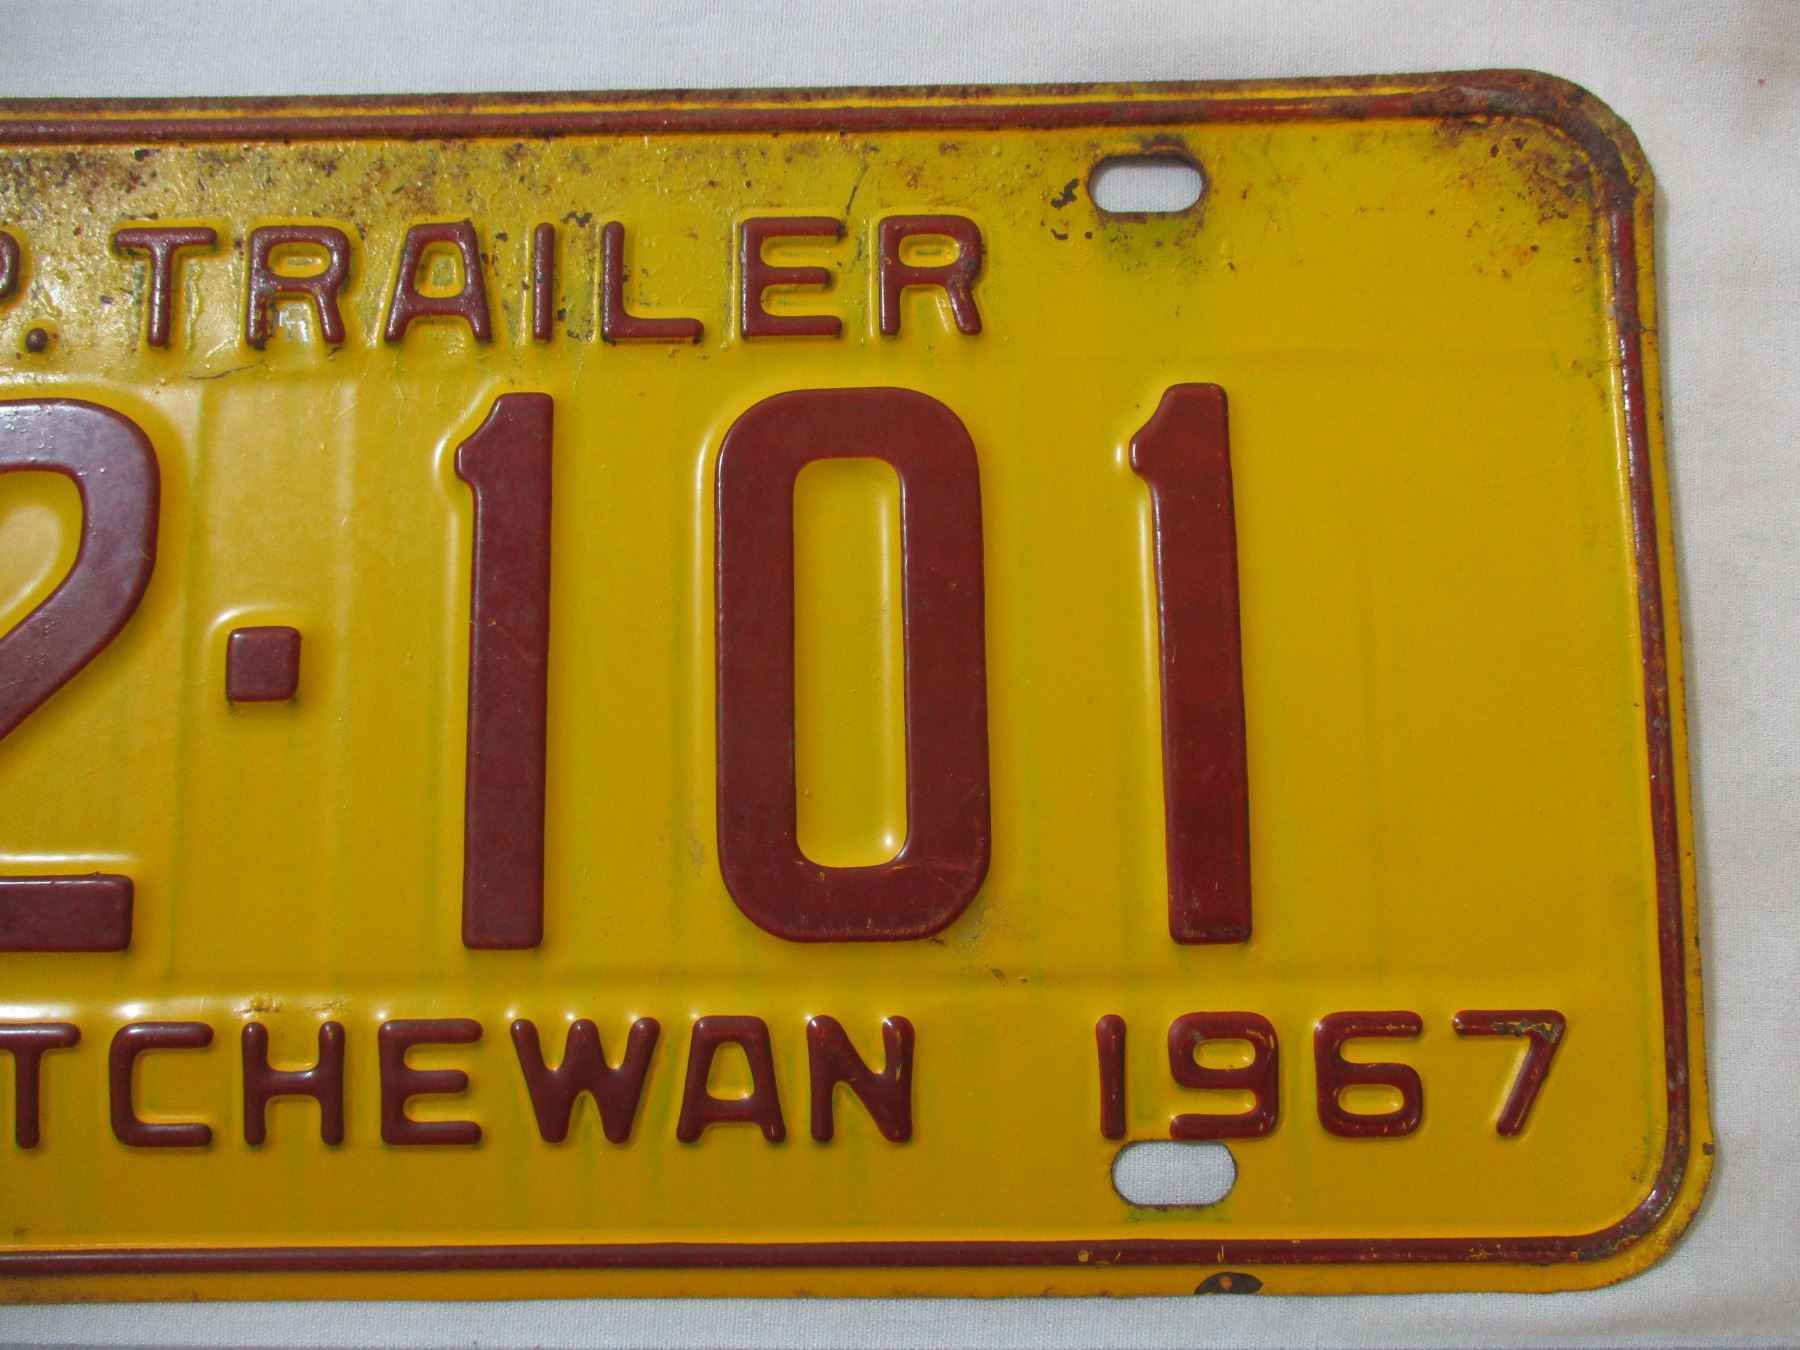 P. TRAILER
2·101
TCHEWAN 1967